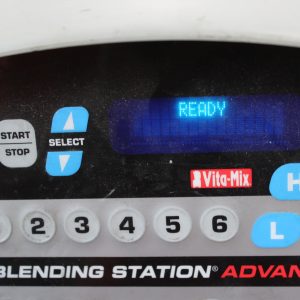 READY
START
STOP
SELECT
Vita-Mix.
H
2 3 4 5 6
L
BLENDING STATION® ADVAN